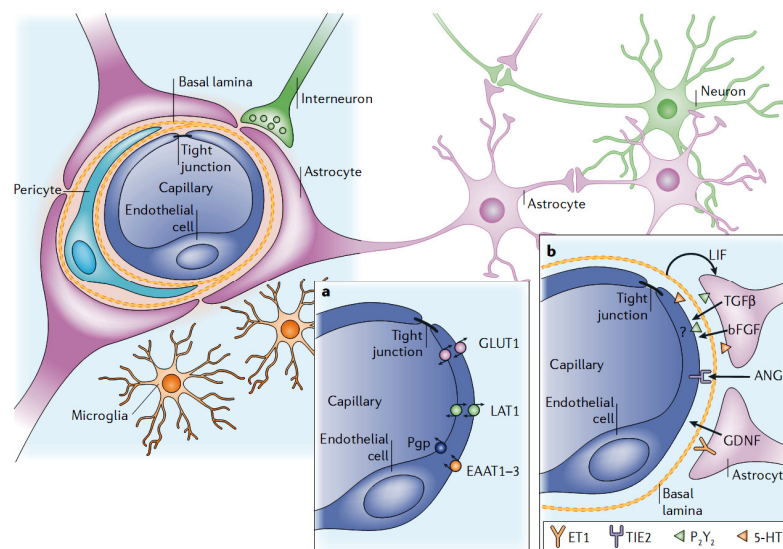 Basal lamina
Interneuron
Neuron
Tight
junction
Pericyte
Capillary
Astrocyte
Endothelial
cell
Astrocyte
Microglia
a
Tight
junction
GLUT1
Capillary
LAT1
Endothelial
cell
Pgp
EAAT1–3
b
LIF
Tight
junction
TGFβ
?
bFGF
Capillary
ANG
Endothelial
cell
GDNF
Astrocyt
Basal
lamina
ET1 TIE2 P₂Y₂ 5-HT